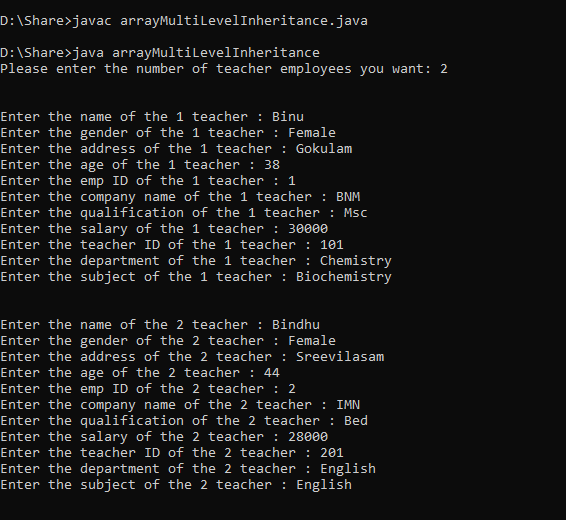 D:\Share>javac arrayMultiLevelInheritance.java
D:\Share>java arrayMultiLevelInheritance
Please enter the number of teacher employees you want: 2
Enter the name of the 1 teacher : Binu
Enter the gender of the 1 teacher : Female
Enter the address of the 1 teacher : Gokulam
Enter the age of the 1 teacher : 38
Enter the emp ID of the 1 teacher : 1
Enter the company name of the 1 teacher : BNM
Enter the qualification of the 1 teacher : Msc
Enter the salary of the 1 teacher : 30000
Enter the teacher ID of the 1 teacher : 101
Enter the department of the 1 teacher : Chemistry
Enter the subject of the 1 teacher : Biochemistry
Enter the name of the 2 teacher : Bindhu
Enter the gender of the 2 teacher : Female
Enter the address of the 2 teacher : Sreevilasam
Enter the age of the 2 teacher : 44
Enter the emp ID of the 2 teacher : 2
Enter the company name of the 2 teacher : IMN
Enter the qualification of the 2 teacher : Bed
Enter the salary of the 2 teacher : 28000
Enter the teacher ID of the 2 teacher : 201
Enter the department of the 2 teacher : English
Enter the subject of the 2 teacher : English